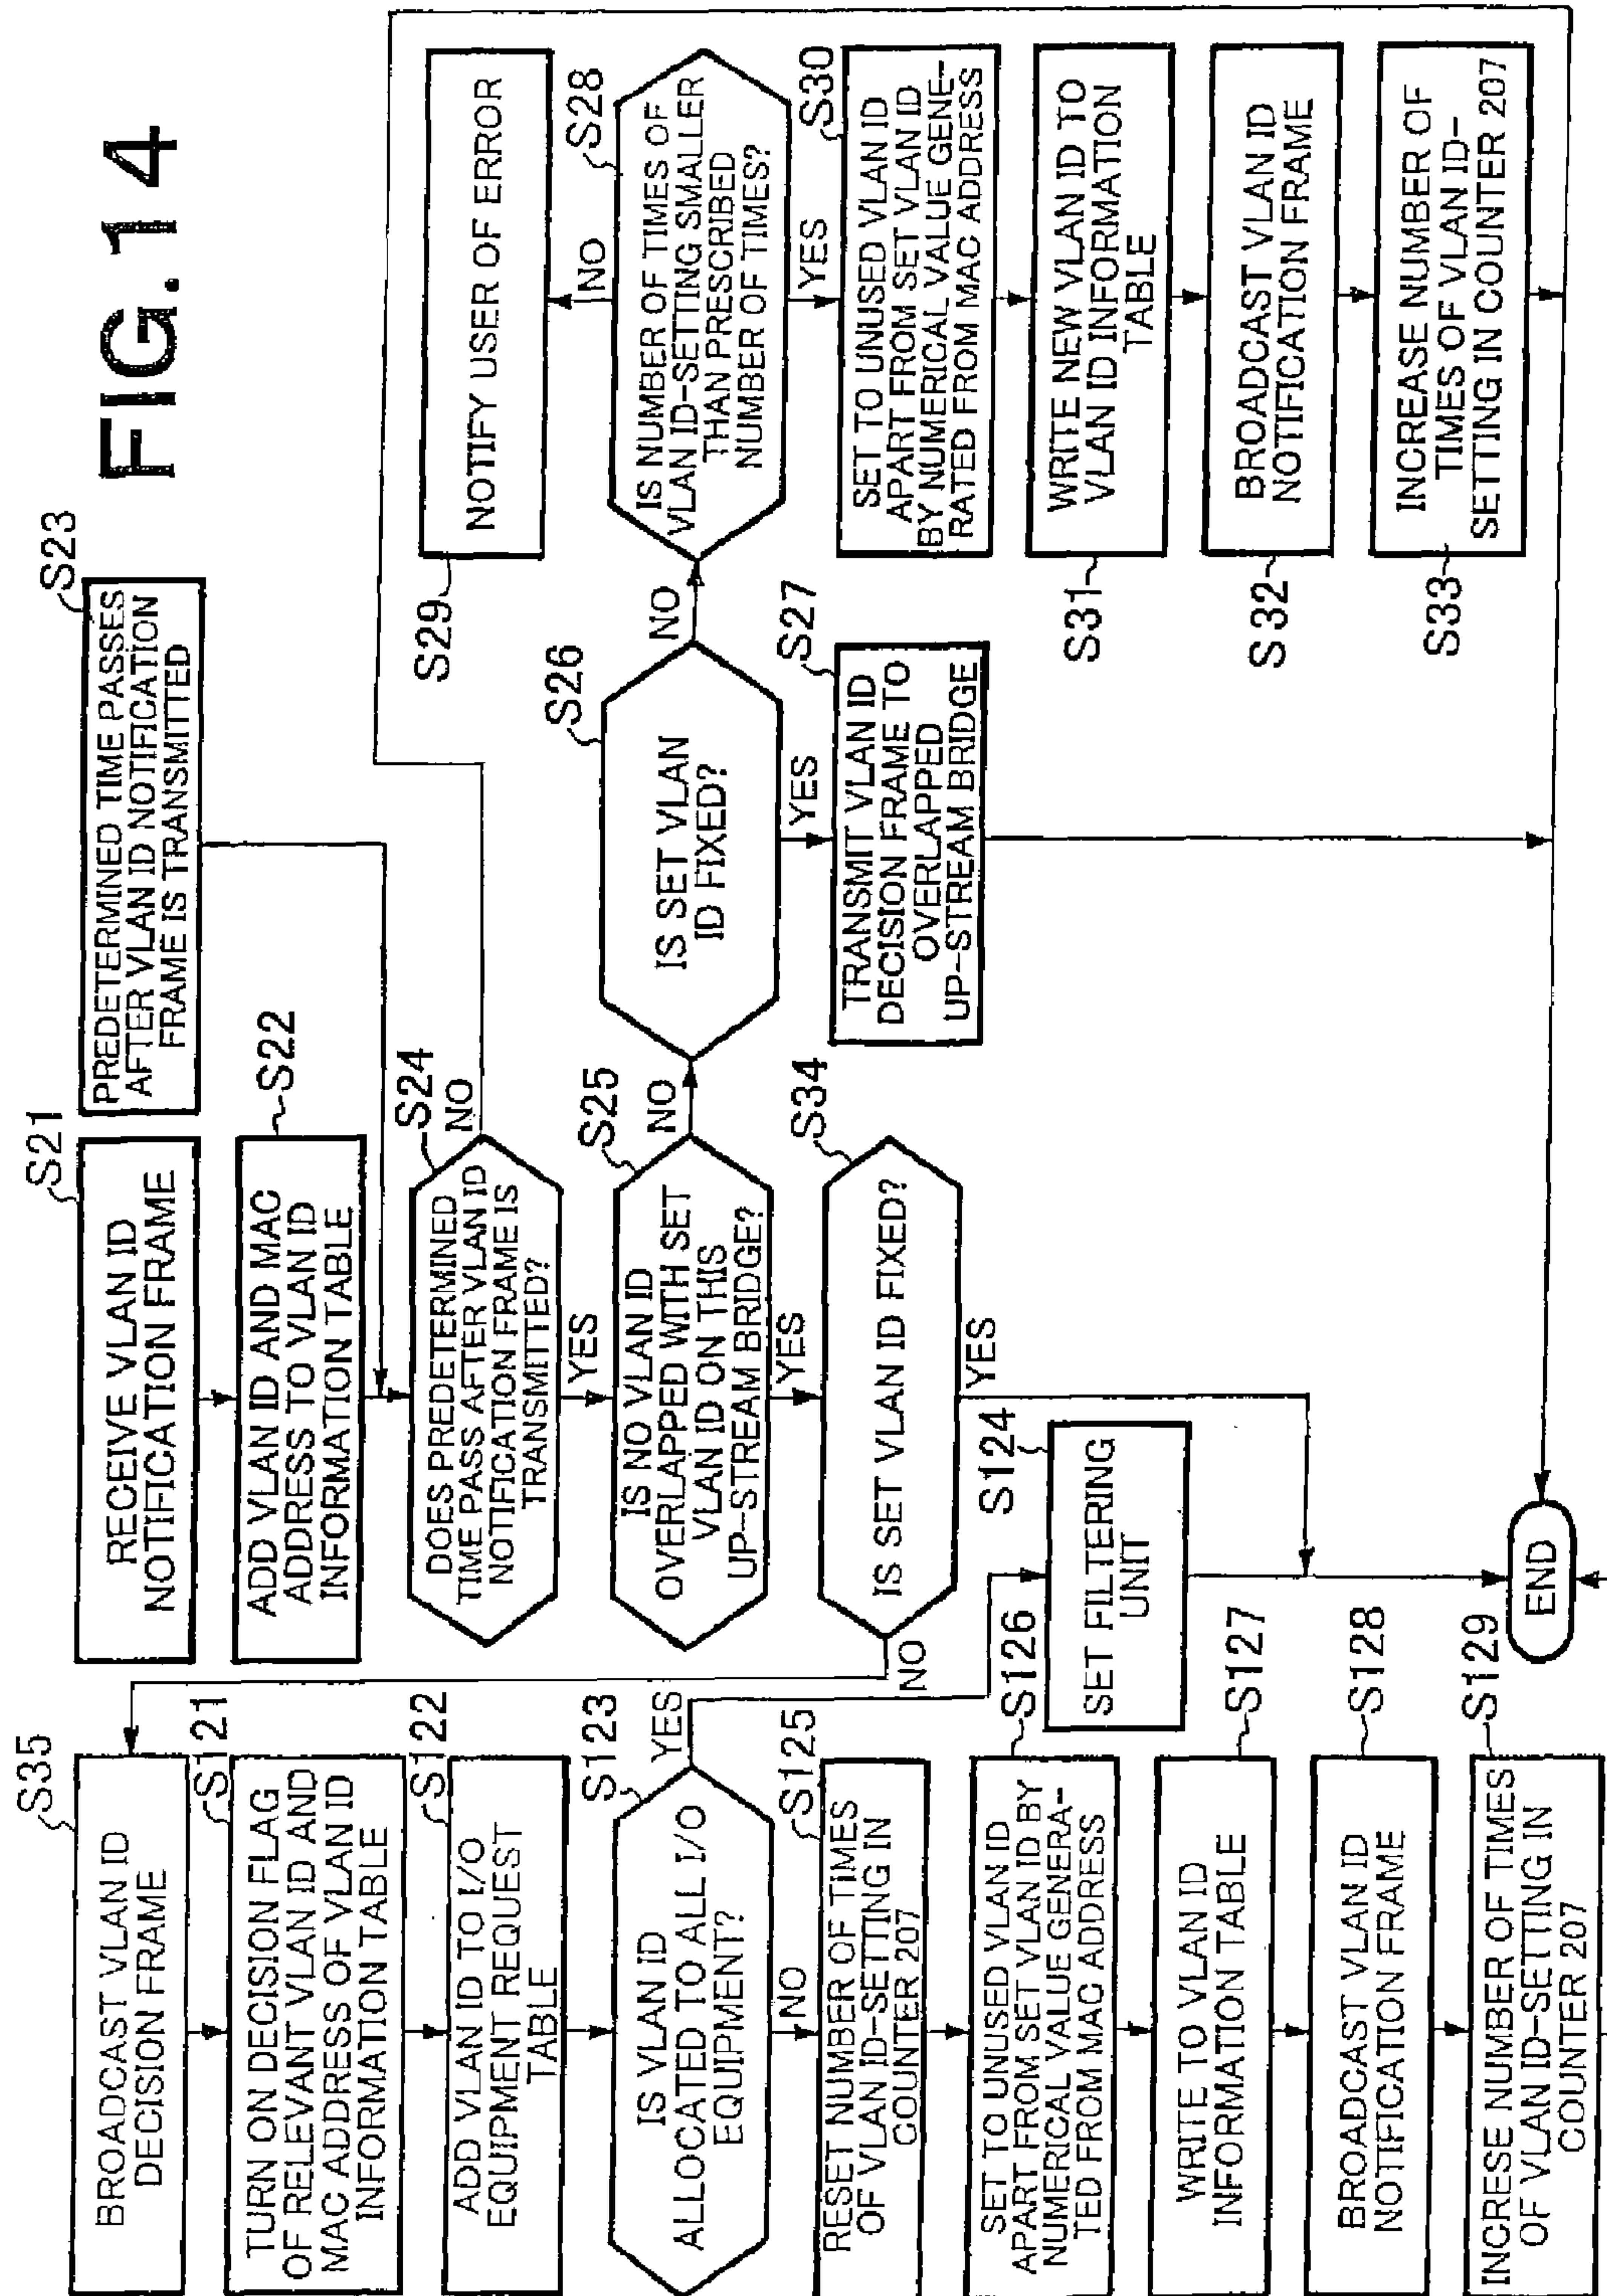 FIG.14
S21
RECEIVE VLAN ID
NOTIFICATION FRAME
S22
ADD VLAN ID AND MAC
ADDRESS TO VLAN ID
INFORMATION TABLE
S23
PREDETERMINED TIME PASSES
AFTER VLAN ID NOTIFICATION
FRAME IS TRANSMITTED
S24
DOES PREDETERMINED
TIME PASS AFTER VLAN ID
NOTIFICATION FRAME IS
TRANSMITTED?
NO
YES
S25
IS NO VLAN ID
OVERLAPPED WITH SET
VLAN ID ON THIS
UP-STREAM BRIDGE?
NO
YES
S26
IS SET VLAN
ID FIXED?
NO
YES
S27
TRANSMIT VLAN ID
DECISION FRAME TO
OVERLAPPED
UP-STREAM BRIDGE
S28
IS NUMBER OF TIMES OF
VLAN ID-SETTING SMALLER
THAN PRESCRIBED
NUMBER OF TIMES?
NO
YES
S29
NOTIFY USER OF ERROR
S30
SET TO UNUSED VLAN ID
APART FROM SET VLAN ID
BY NUMERICAL VALUE GENE-
RATED FROM MAC ADDRESS
S31
WRITE NEW VLAN ID TO
VLAN ID INFORMATION
TABLE
S32
BROADCAST VLAN ID
NOTIFICATION FRAME
S33
INCREASE NUMBER OF
TIMES OF VLAN ID-
SETTING IN COUNTER 207
S34
IS SET VLAN ID FIXED?
YES
NO
S35
BROADCAST VLAN ID
DECISION FRAME
S121
TURN ON DECISION FLAG
OF RELEVANT VLAN ID AND
MAC ADDRESS OF VLAN ID
INFORMATION TABLE
S122
ADD VLAN ID TO I/O
EQUIPMENT REQUEST
TABLE
S123
IS VLAN ID
ALLOCATED TO ALL I/O
EQUIPMENT?
YES
NO
S124
SET FILTERING
UNIT
S125
RESET NUMBER OF TIMES
OF VLAN ID-SETTING IN
COUNTER 207
S126
SET TO UNUSED VLAN ID
APART FROM SET VLAN ID BY
NUMERICAL VALUE GENERA-
TED FROM MAC ADDRESS
S127
WRITE TO VLAN ID
INFORMATION TABLE
S128
BROADCAST VLAN ID
NOTIFICATION FRAME
S129
INCRESE NUMBER OF TIMES
OF VLAN ID-SETTING IN
COUNTER 207
END